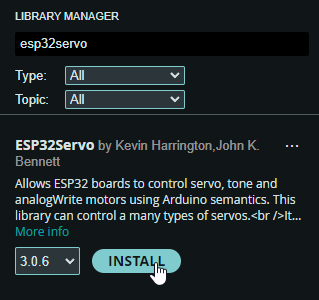 LIBRARY MANAGER
esp32servo
Type: All
Topic: All
ESP32Servo by Kevin Harrington,John K. ...
Bennett
Allows ESP32 boards to control servo, tone and
analogWrite motors using Arduino semantics. This
library can control a many types of servos.<br />It...
More info
3.0.6 INSTALL